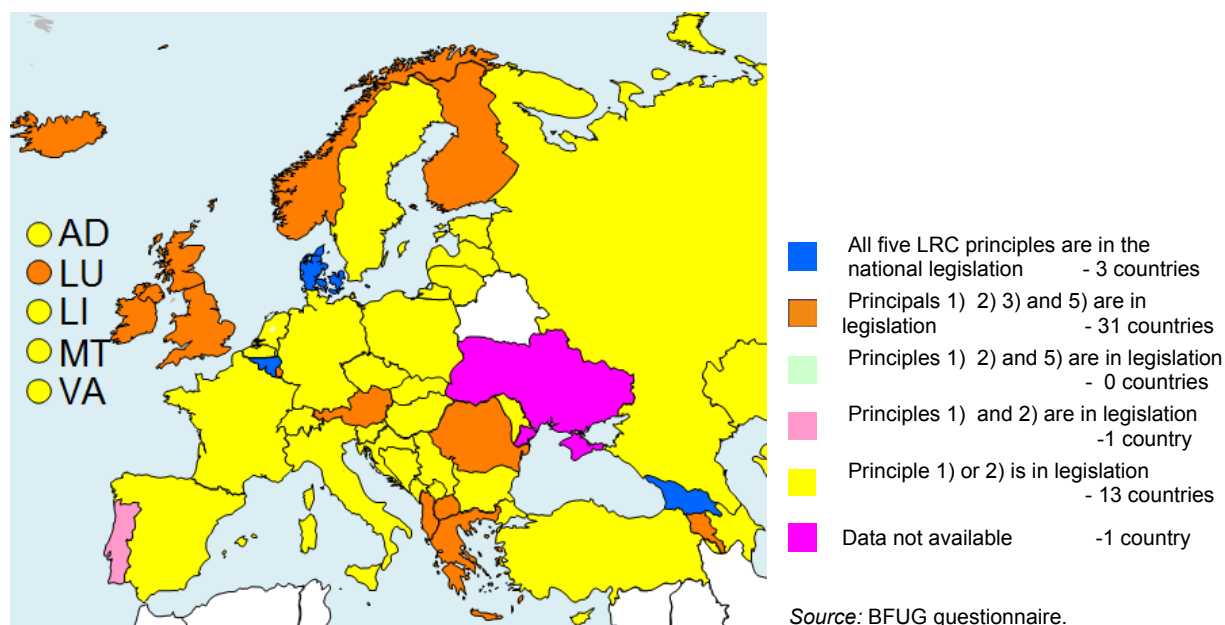 AD
LU
LI
MT
VA
All five LRC principles are in the
national legislation - 3 countries
Principals 1) 2) 3) and 5) are in
legislation - 31 countries
Principles 1) 2) and 5) are in legislation
- 0 countries
Principles 1) and 2) are in legislation
-1 country
Principle 1) or 2) is in legislation
- 13 countries
Data not available -1 country
Source: BFUG questionnaire.